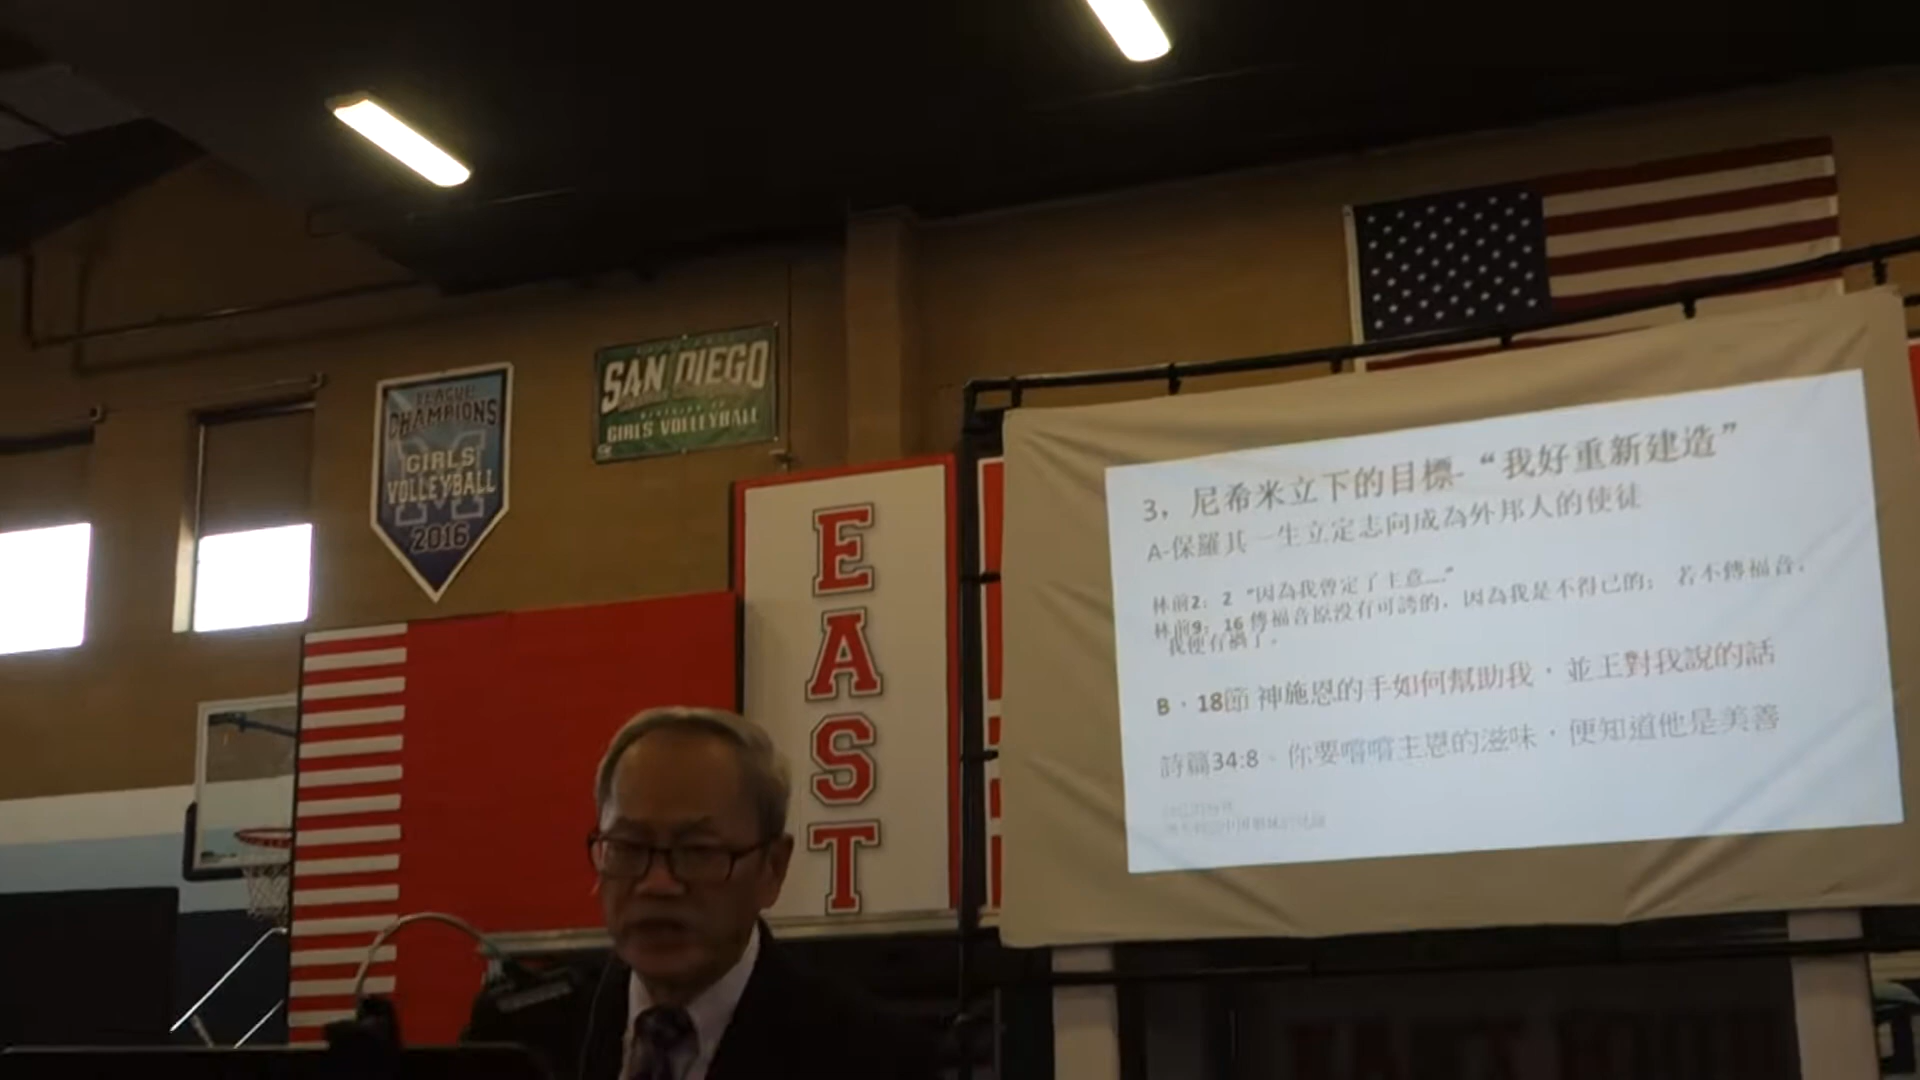 LEAGUE
CHAMPIONS
GIRLS
VOLLEYBALL
2016
SAN DIEGO
GIRLS VOLLEYBALL
EAST
3，尼希米立下的目標-“我好重新建造”
A-保羅其一生立定志向成為外邦人的使徒
林前2：2 “因為我曾定了主意……”
林前9：16 傳福音原沒有可誇的，因為我是不得已的；若不傳福音，
我便有禍了。
B，18節 神施恩的手如何幫助我，並王對我說的話
詩篇34:8，你要嚐嚐主恩的滋味，便知道他是美善